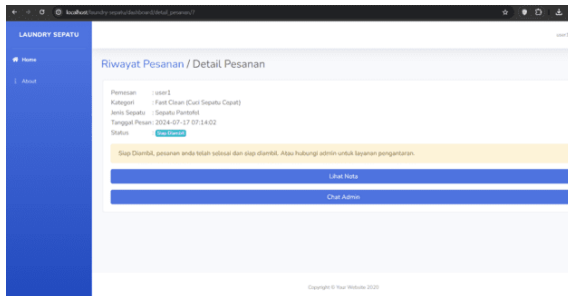 localhost/laundry-sepatu/dashboard/detail_pesanan/7
LAUNDRY SEPATU
user1
Home
Riwayat Pesanan / Detail Pesanan
About
Pemesan : user1
Kategori : Fast Clean (Cuci Sepatu Cepat)
Jenis Sepatu : Sepatu Pantofel
Tanggal Pesan : 2024-07-17 07:14:02
Status : Siap Diambil
Siap Diambil, pesanan anda telah selesai dan siap diambil. Atau hubungi admin untuk layanan pengantaran.
Lihat Nota
Chat Admin
Copyright © Your Website 2020